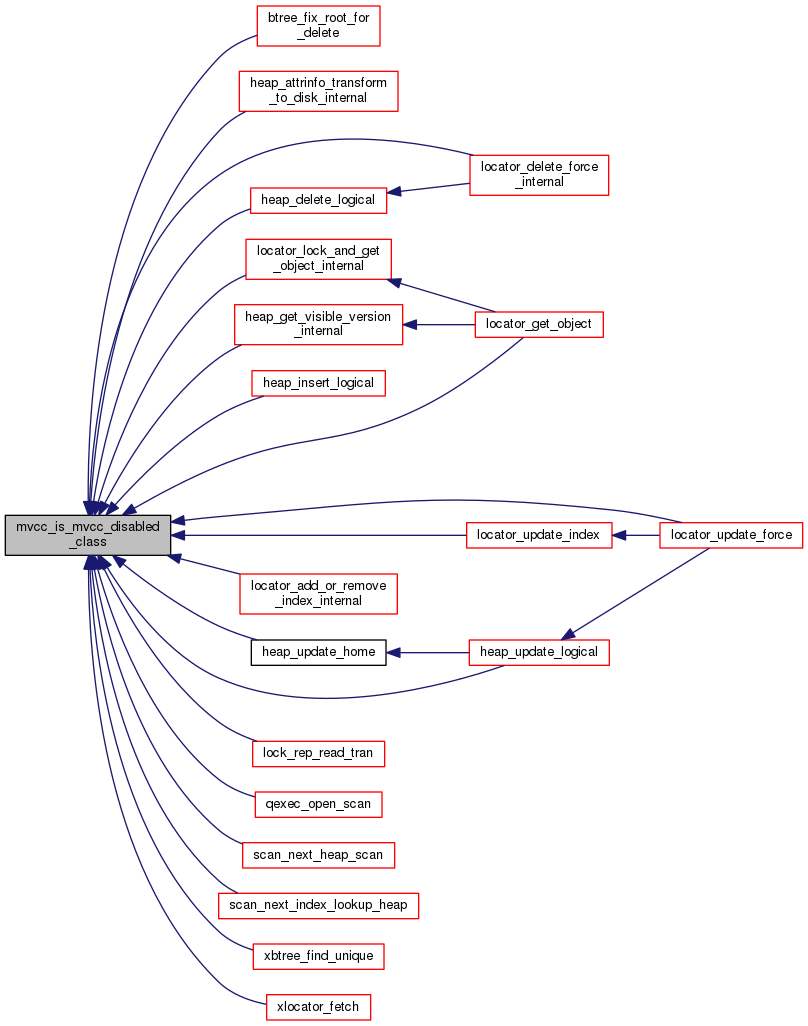 btree_fix_root_for
_delete
heap_attrinfo_transform
_to_disk_internal
locator_delete_force
_internal
heap_delete_logical
locator_lock_and_get
_object_internal
heap_get_visible_version
_internal
locator_get_object
heap_insert_logical
mvcc_is_mvcc_disabled
_class
locator_update_index
locator_update_force
locator_add_or_remove
_index_internal
heap_update_home
heap_update_logical
lock_rep_read_tran
qexec_open_scan
scan_next_heap_scan
scan_next_index_lookup_heap
xbtree_find_unique
xlocator_fetch